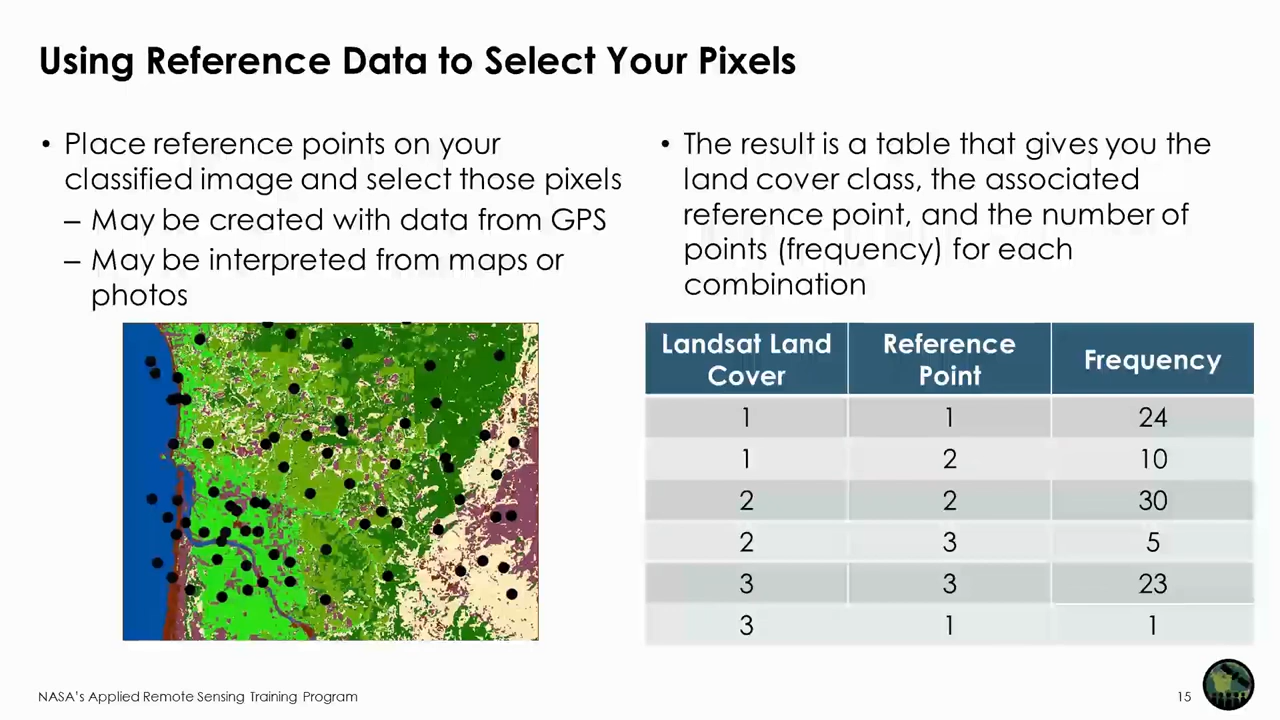 Using Reference Data to Select Your Pixels
• Place reference points on your
classified image and select those pixels
– May be created with data from GPS
– May be interpreted from maps or
photos
• The result is a table that gives you the
land cover class, the associated
reference point, and the number of
points (frequency) for each
combination
Landsat Land Cover Reference Point Frequency
1 1 24
1 2 10
2 2 30
2 3 5
3 3 23
3 1 1
NASA's Applied Remote Sensing Training Program 15